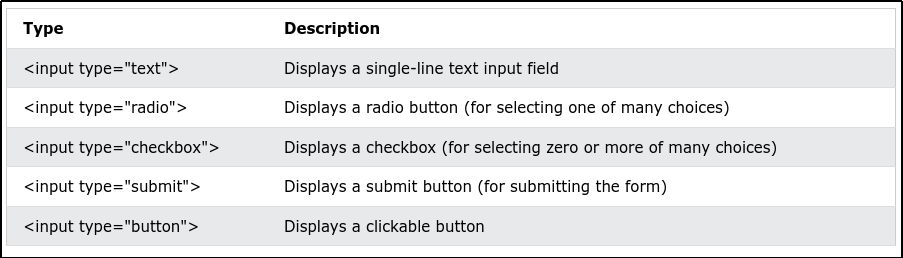 Type Description
<input type="text"> Displays a single-line text input field
<input type="radio"> Displays a radio button (for selecting one of many choices)
<input type="checkbox"> Displays a checkbox (for selecting zero or more of many choices)
<input type="submit"> Displays a submit button (for submitting the form)
<input type="button"> Displays a clickable button